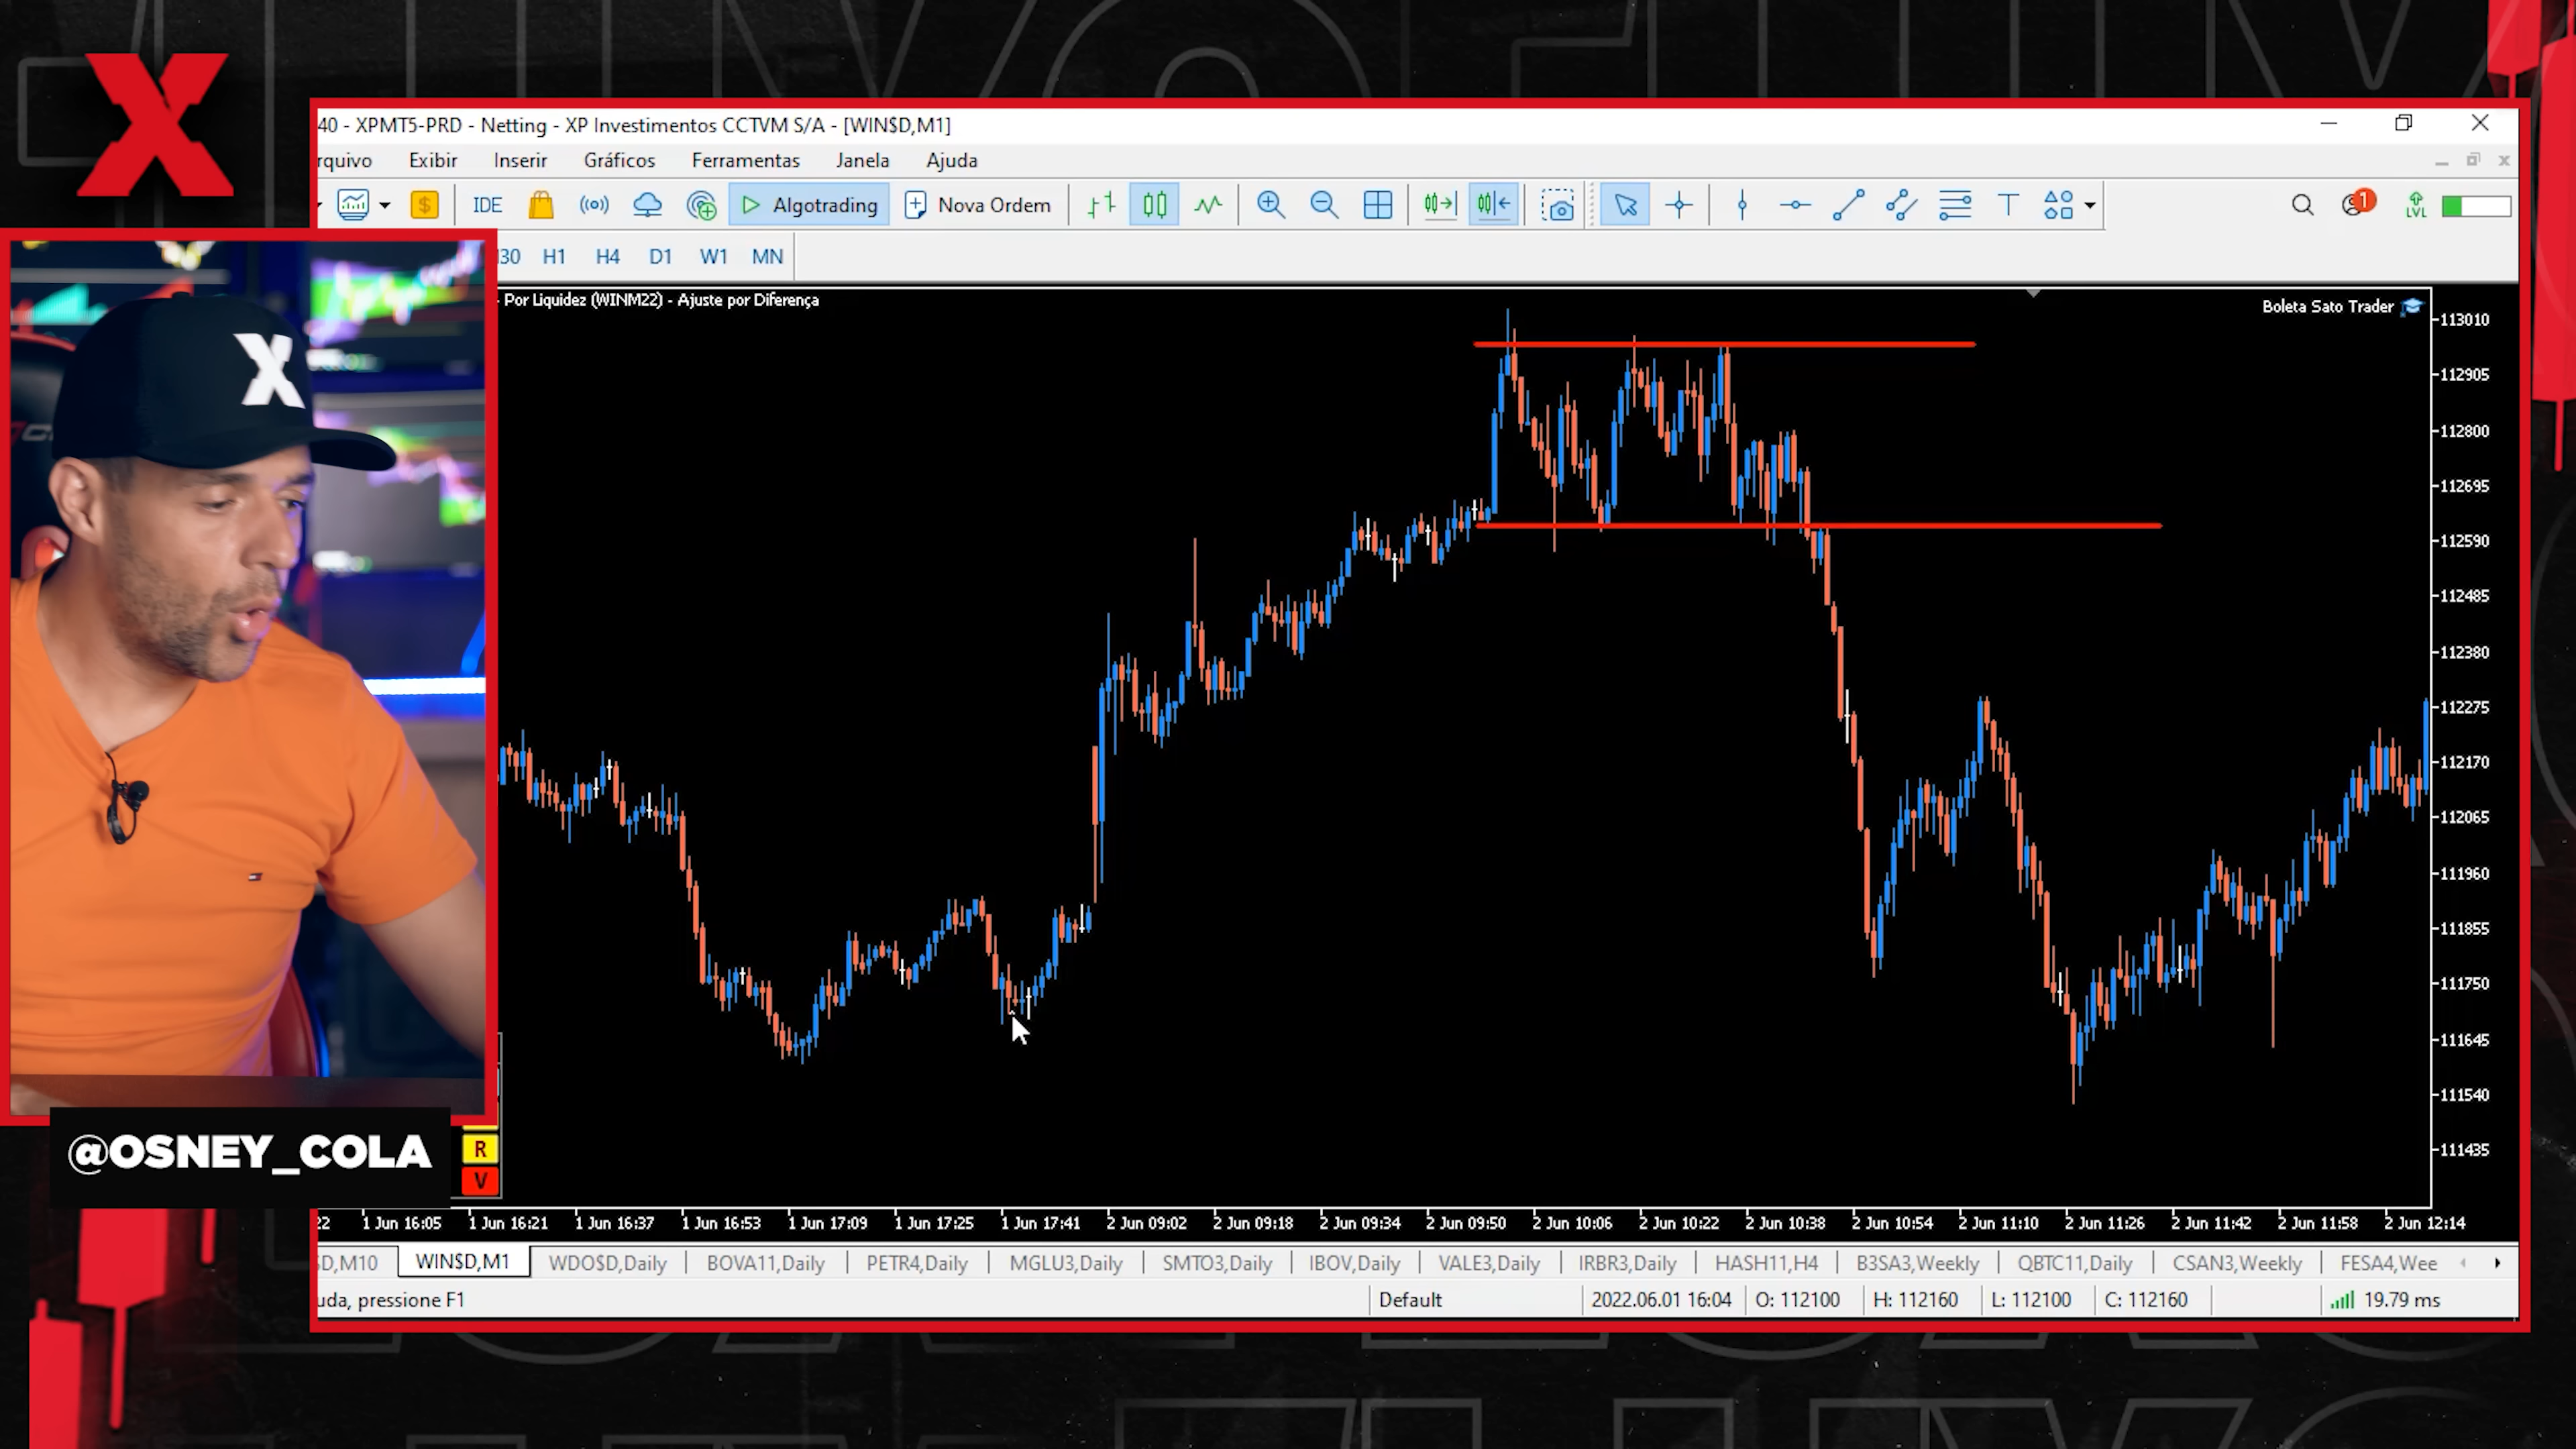 40 - XPMT5-PRD - Netting - XP Investimentos CCTVM S/A - [WIN$D,M1]
rquivo Exibir Inserir Gráficos Ferramentas Janela Ajuda
IDE Algotrading Nova Ordem 1 LVL
30 H1 H4 D1 W1 MN
- Por Liquidez (WINM22) - Ajuste por Diferença
Boleta Sato Trader
113010
112905
112800
112695
112590
112485
112380
112275
112170
112065
111960
111855
111750
111645
111540
111435
X
X
@OSNEY_COLA
R
V
22 1 Jun 16:05 1 Jun 16:21 1 Jun 16:37 1 Jun 16:53 1 Jun 17:09 1 Jun 17:25 1 Jun 17:41 2 Jun 09:02 2 Jun 09:18 2 Jun 09:34 2 Jun 09:50 2 Jun 10:06 2 Jun 10:22 2 Jun 10:38 2 Jun 10:54 2 Jun 11:10 2 Jun 11:26 2 Jun 11:42 2 Jun 11:58 2 Jun 12:14
D,M10 WIN$D,M1 WDO$D,Daily BOVA11,Daily PETR4,Daily MGLU3,Daily SMTO3,Daily IBOV,Daily VALE3,Daily IRBR3,Daily HASH11,H4 B3SA3,Weekly QBTC11,Daily CSAN3,Weekly FESA4,Wee
uda, pressione F1 Default 2022.06.01 16:04 O: 112100 H: 112160 L: 112100 C: 112160 19.79 ms